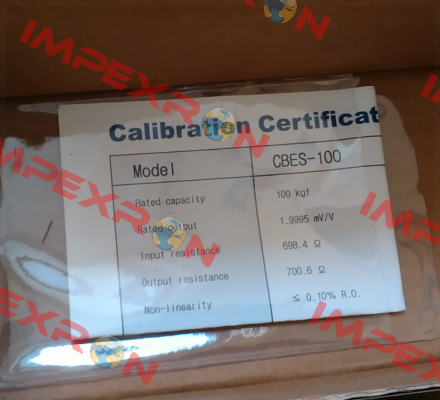 Calibration Certificat
Model CBES-100
Rated capacity 100 kgf
Rated output 1.9995 mV/V
Input resistance 698.4 Ω
Output resistance 700.6 Ω
Non-linearity ≤ 0.10% R.O.
IMPEXRON
IMPEXRON
IMPEXRON
IMPEXRON